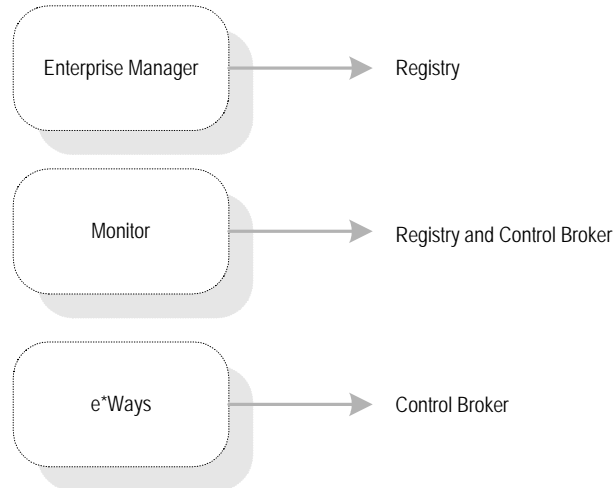 Enterprise Manager
Registry
Monitor
Registry and Control Broker
e*Ways
Control Broker